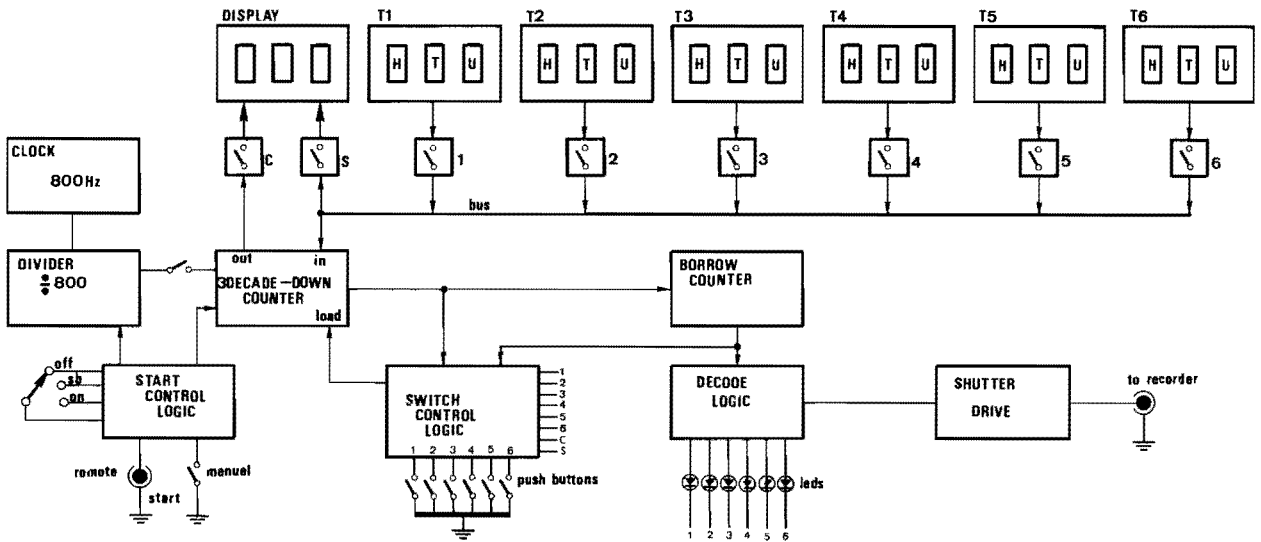 DISPLAY T1 T2 T3 T4 T5 T6
H T U H T U H T U H T U H T U H T U
C S 1 2 3 4 5 6
CLOCK
800Hz
bus
DIVIDER
÷800
out in
3DECADE-DOWN
COUNTER
load
BORROW
COUNTER
off
sb
on
START
CONTROL
LOGIC
SWITCH
CONTROL
LOGIC
1
2
3
4
5
6
C
S
1 2 3 4 5 6
push buttons
DECODE
LOGIC
SHUTTER
DRIVE
to recorder
remote
start
manuel
leds
1 2 3 4 5 6